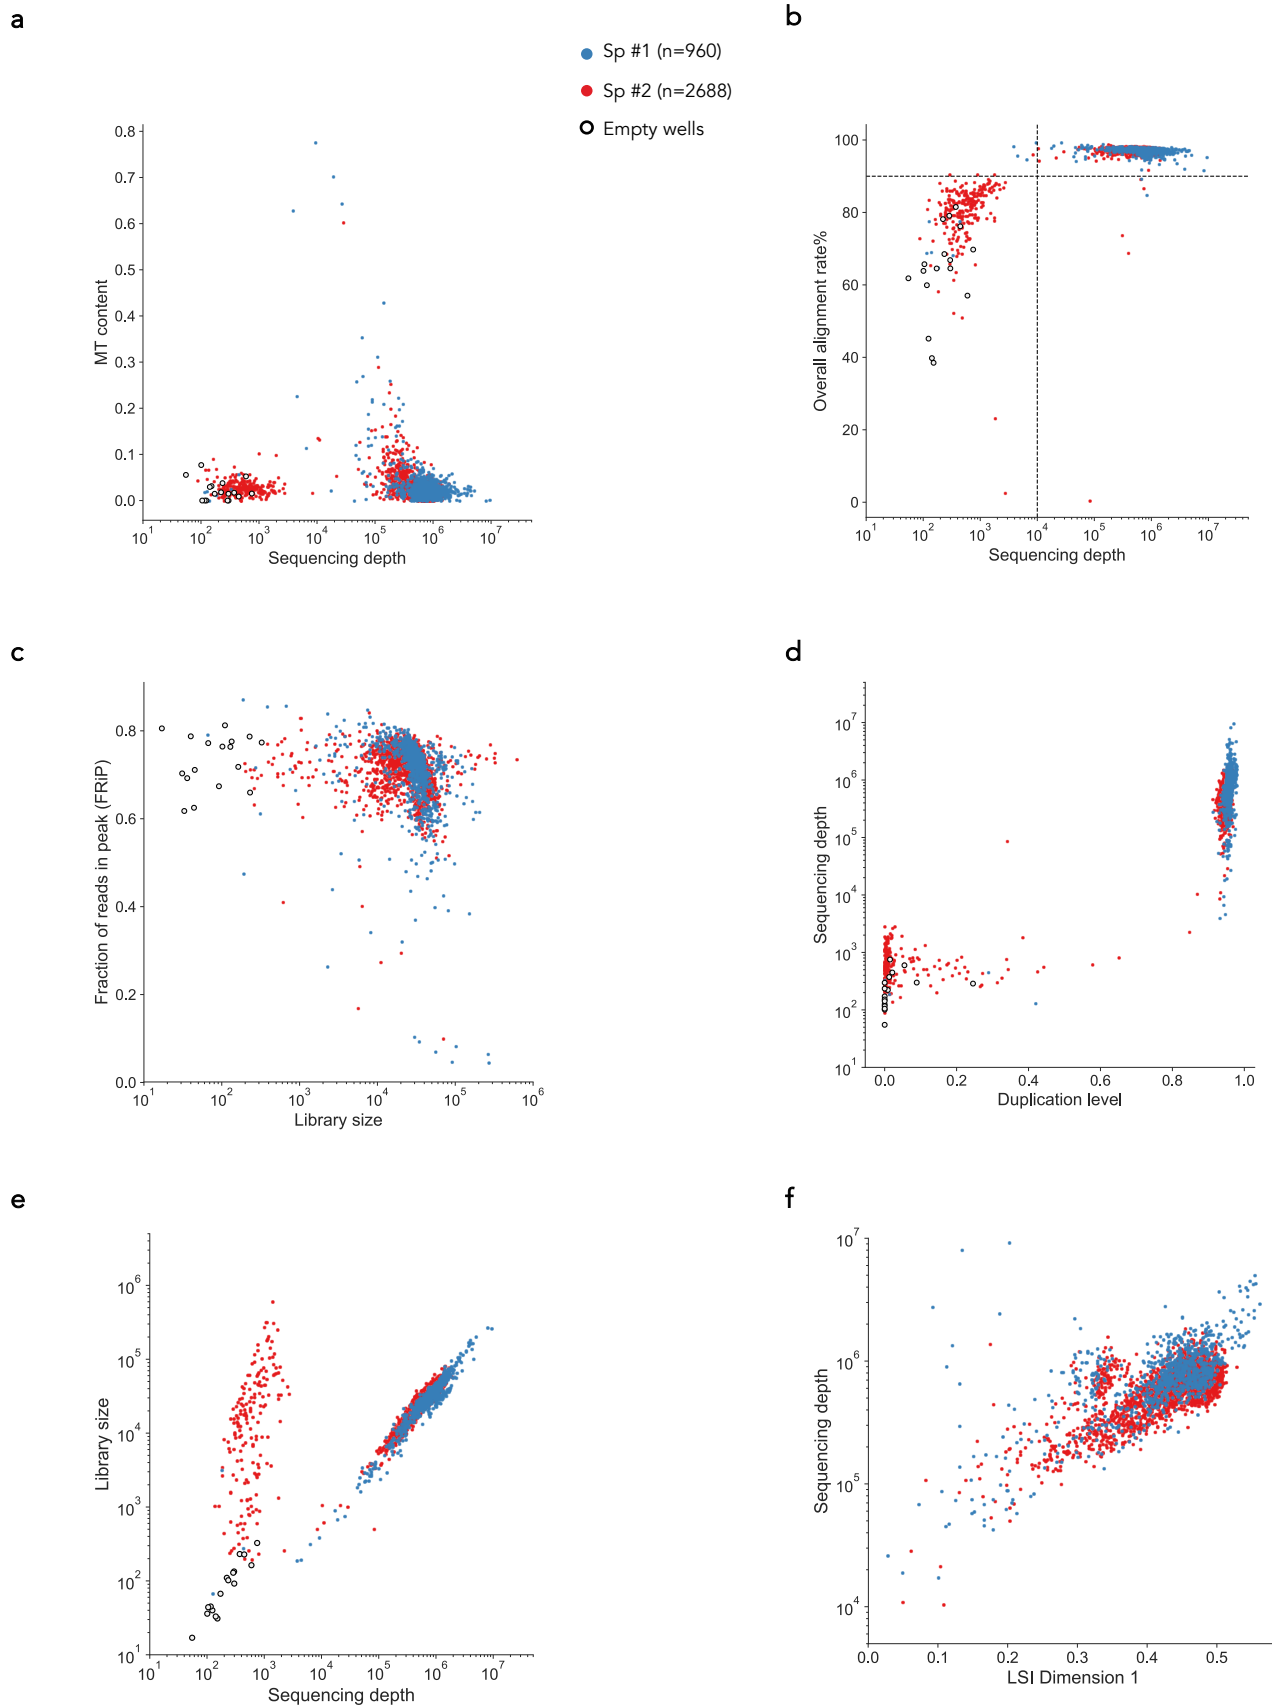 a
b
Sp #1 (n=960)
Sp #2 (n=2688)
Empty wells
0.8
0.7
0.6
0.5
0.4
0.3
0.2
0.1
0.0
MT content
10^1 10^2 10^3 10^4 10^5 10^6 10^7
Sequencing depth
100
80
60
40
20
0
Overall alignment rate%
10^1 10^2 10^3 10^4 10^5 10^6 10^7
Sequencing depth
c
d
0.8
0.6
0.4
0.2
0.0
Fraction of reads in peak (FRiP)
10^1 10^2 10^3 10^4 10^5 10^6
Library size
10^7
10^6
10^5
10^4
10^3
10^2
10^1
Sequencing depth
0.0 0.2 0.4 0.6 0.8 1.0
Duplication level
e
f
10^6
10^5
10^4
10^3
10^2
10^1
Library size
10^1 10^2 10^3 10^4 10^5 10^6 10^7
Sequencing depth
10^7
10^6
10^5
10^4
Sequencing depth
0.0 0.1 0.2 0.3 0.4 0.5
LSI Dimension 1